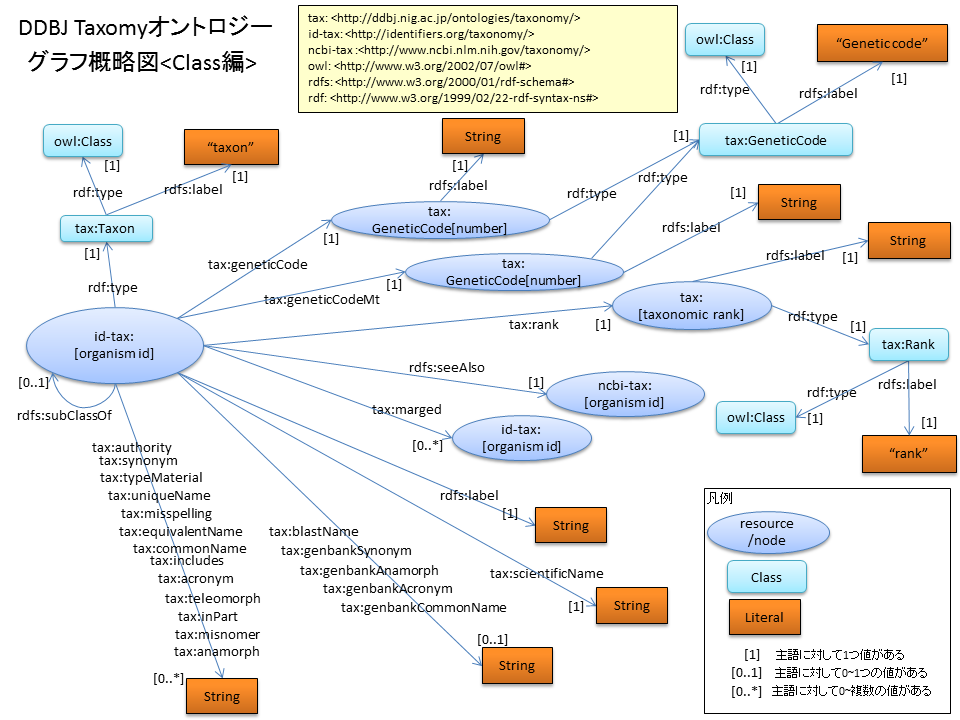 DDBJ Taxomyオントロジー
グラフ概略図<Class編>
tax: <http://ddbj.nig.ac.jp/ontologies/taxonomy/>
id-tax: <http://identifiers.org/taxonomy/>
ncbi-tax :<http://www.ncbi.nlm.nih.gov/taxonomy/>
owl: <http://www.w3.org/2002/07/owl#>
rdfs: <http://www.w3.org/2000/01/rdf-schema#>
rdf: <http://www.w3.org/1999/02/22-rdf-syntax-ns#>
owl:Class
“Genetic code”
[1]
[1]
rdf:type
rdfs:label
[1]
tax:GeneticCode
owl:Class
“taxon”
[1]
[1]
rdf:type
rdfs:label
tax:Taxon
[1]
rdf:type
String
[1]
rdfs:label
rdf:type
rdf:type
tax:
GeneticCode[number]
[1]
tax:geneticCode
[1]
String
rdfs:label
tax:
GeneticCode[number]
[1]
tax:geneticCodeMt
String
rdfs:label
[1]
tax:
[taxonomic rank]
tax:rank
[1]
rdf:type
[1]
tax:Rank
id-tax:
[organism id]
[0..1]
rdfs:subClassOf
rdfs:seeAlso
[1]
ncbi-tax:
[organism id]
rdf:type
rdfs:label
owl:Class
[1]
[1]
“rank”
tax:marged
[0..*]
id-tax:
[organism id]
tax:authority
tax:synonym
tax:typeMaterial
tax:uniqueName
tax:misspelling
tax:equivalentName
tax:commonName
tax:includes
tax:acronym
tax:teleomorph
tax:inPart
tax:misnomer
tax:anamorph
[0..*]
String
tax:blastName
tax:genbankSynonym
tax:genbankAnamorph
tax:genbankAcronym
tax:genbankCommonName
[0..1]
String
rdfs:label
[1]
String
tax:scientificName
[1]
String
凡例
resource
/node
Class
Literal
[1] 主語に対して1つ値がある
[0..1] 主語に対して0~1つの値がある
[0..*] 主語に対して0~複数の値がある